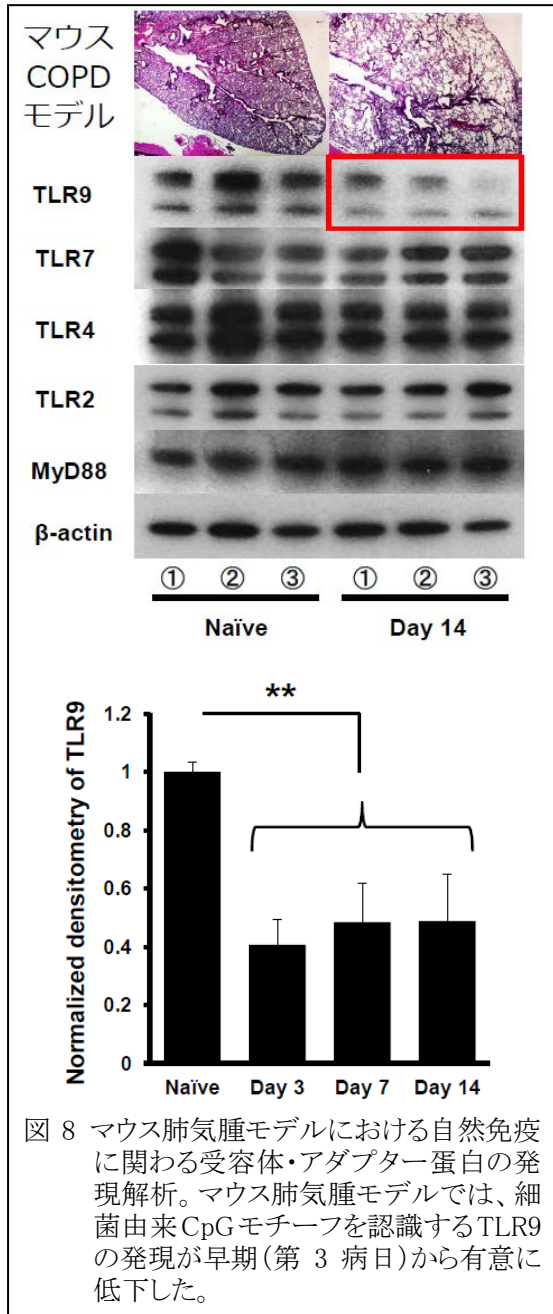 マウス
COPD
モデル
TLR9
TLR7
TLR4
TLR2
MyD88
β-actin
① ② ③ ① ② ③
Naïve Day 14
**
Normalized densitometry of TLR9
1.2
1
0.8
0.6
0.4
0.2
0
Naïve Day 3 Day 7 Day 14
図 8 マウス肺気腫モデルにおける自然免疫
に関わる受容体・アダプター蛋白の発
現解析。マウス肺気腫モデルでは、細
菌由来CpGモチーフを認識するTLR9
の発現が早期(第 3 病日)から有意に
低下した。